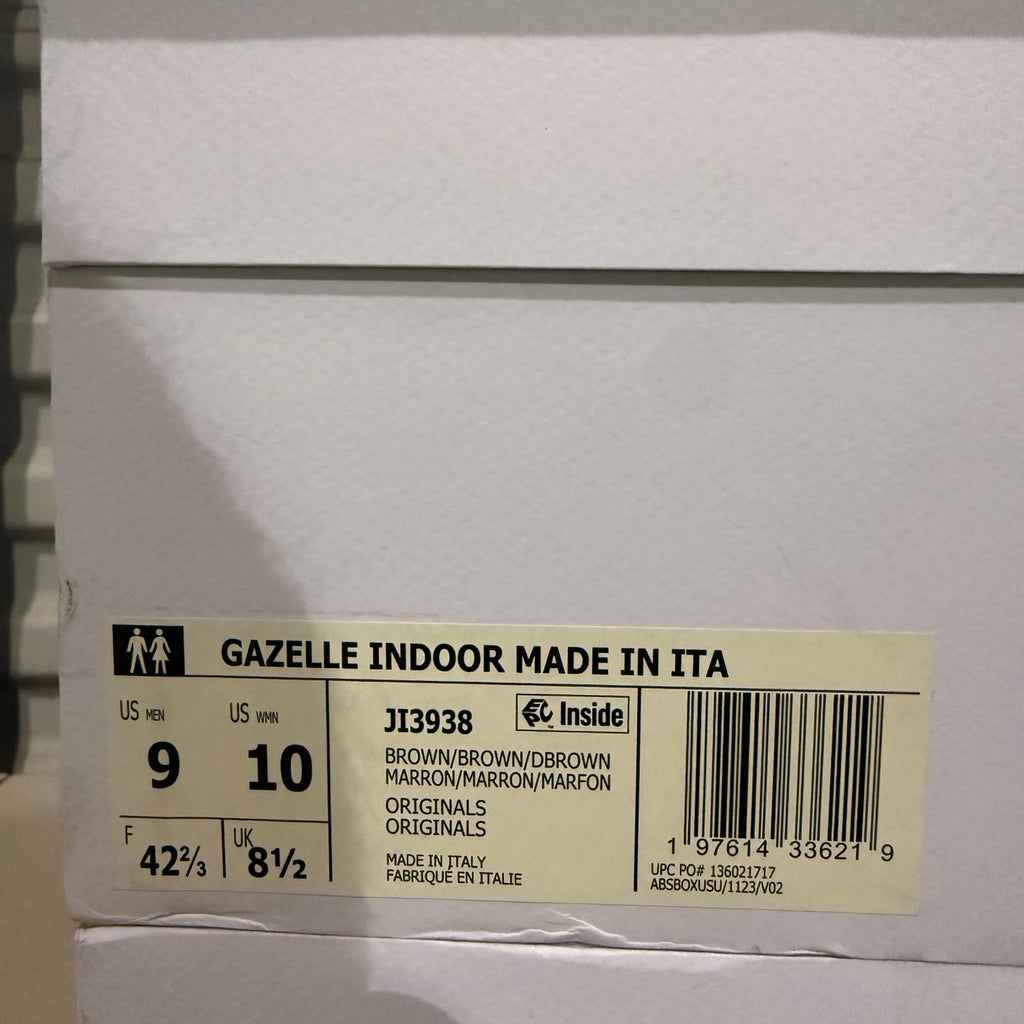 GAZELLE INDOOR MADE IN ITA
US MEN US WMN
9 10
F UK
42⅔ 8½
JI3938 Inside
BROWN/BROWN/DBROWN
MARRON/MARRON/MARFON
ORIGINALS
ORIGINALS
MADE IN ITALY
FABRIQUÉ EN ITALIE
1 97614 33621 9
UPC PO# 136021717
ABSBOXUSU/1123/V02